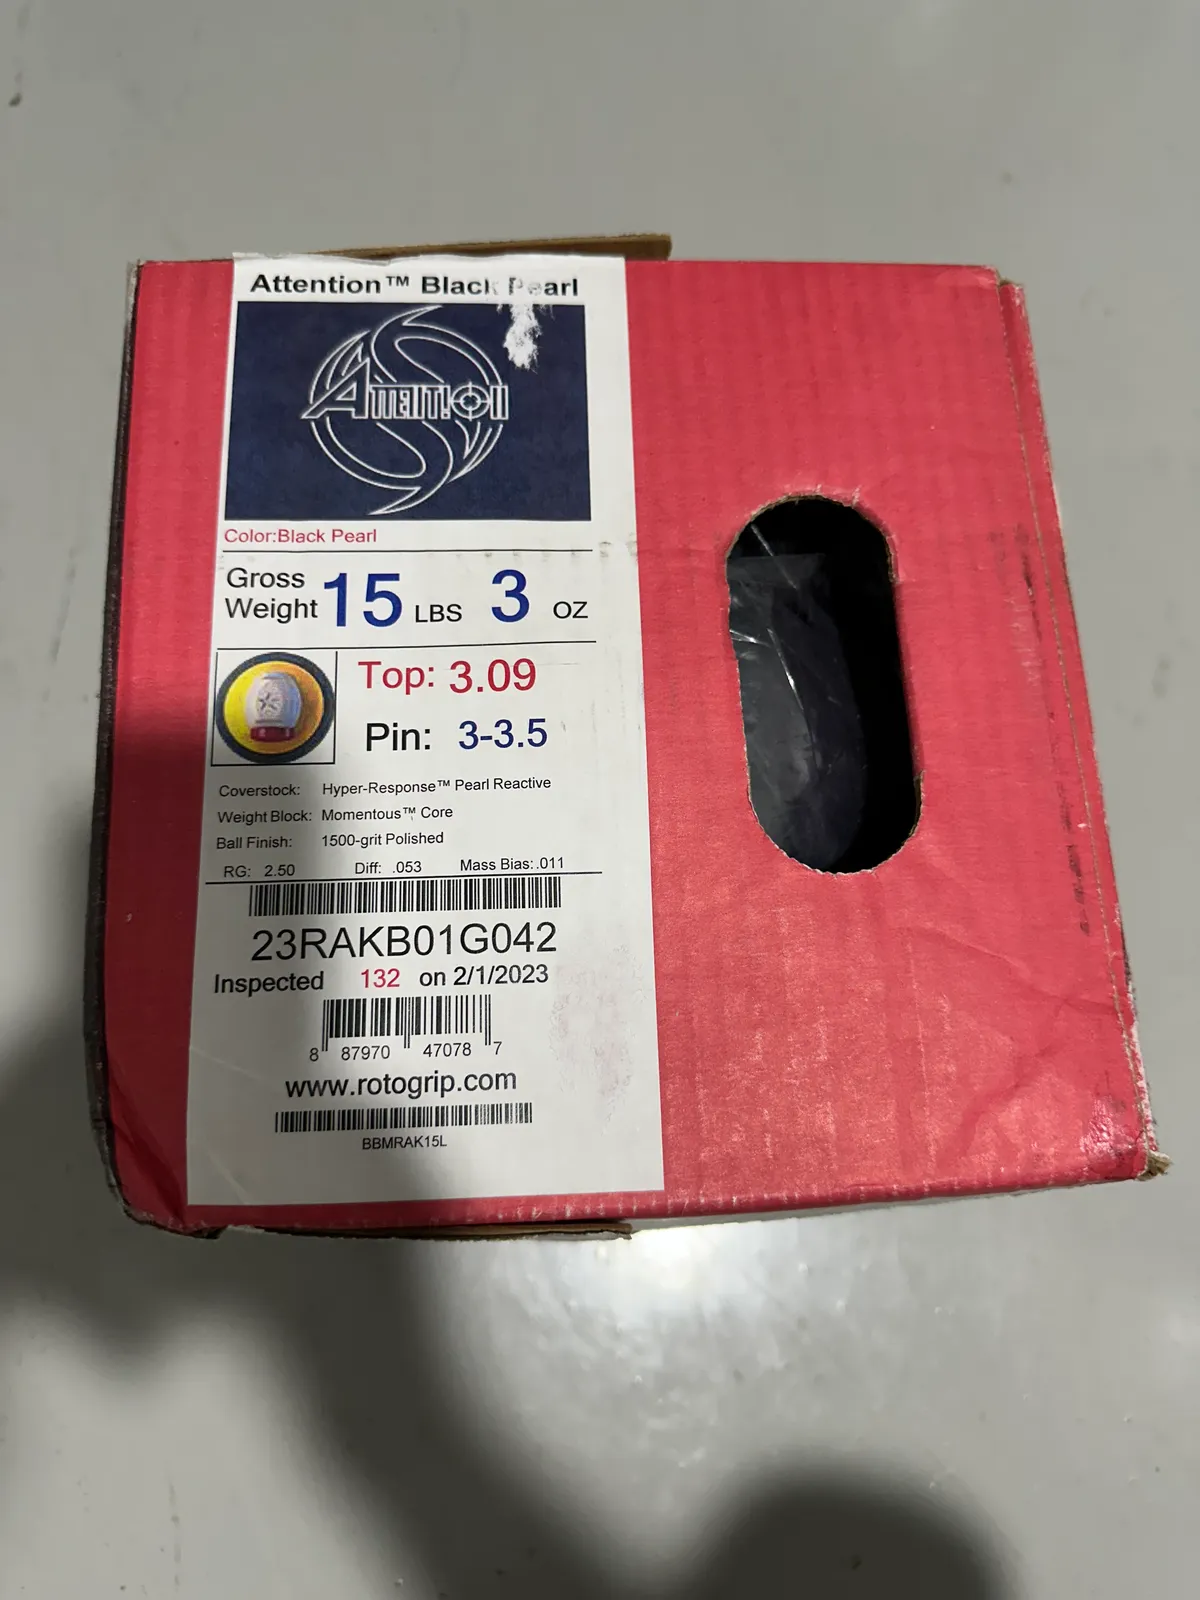 Attention™ Black Pearl
ATTENT!ON
Color:Black Pearl
Gross Weight 15 LBS 3 OZ
Top: 3.09
Pin: 3-3.5
Coverstock: Hyper-Response™ Pearl Reactive
Weight Block: Momentous™ Core
Ball Finish: 1500-grit Polished
RG: 2.50 Diff: .053 Mass Bias: .011
23RAKB01G042
Inspected 132 on 2/1/2023
8 87970 47078 7
www.rotogrip.com
BBMRAK15L